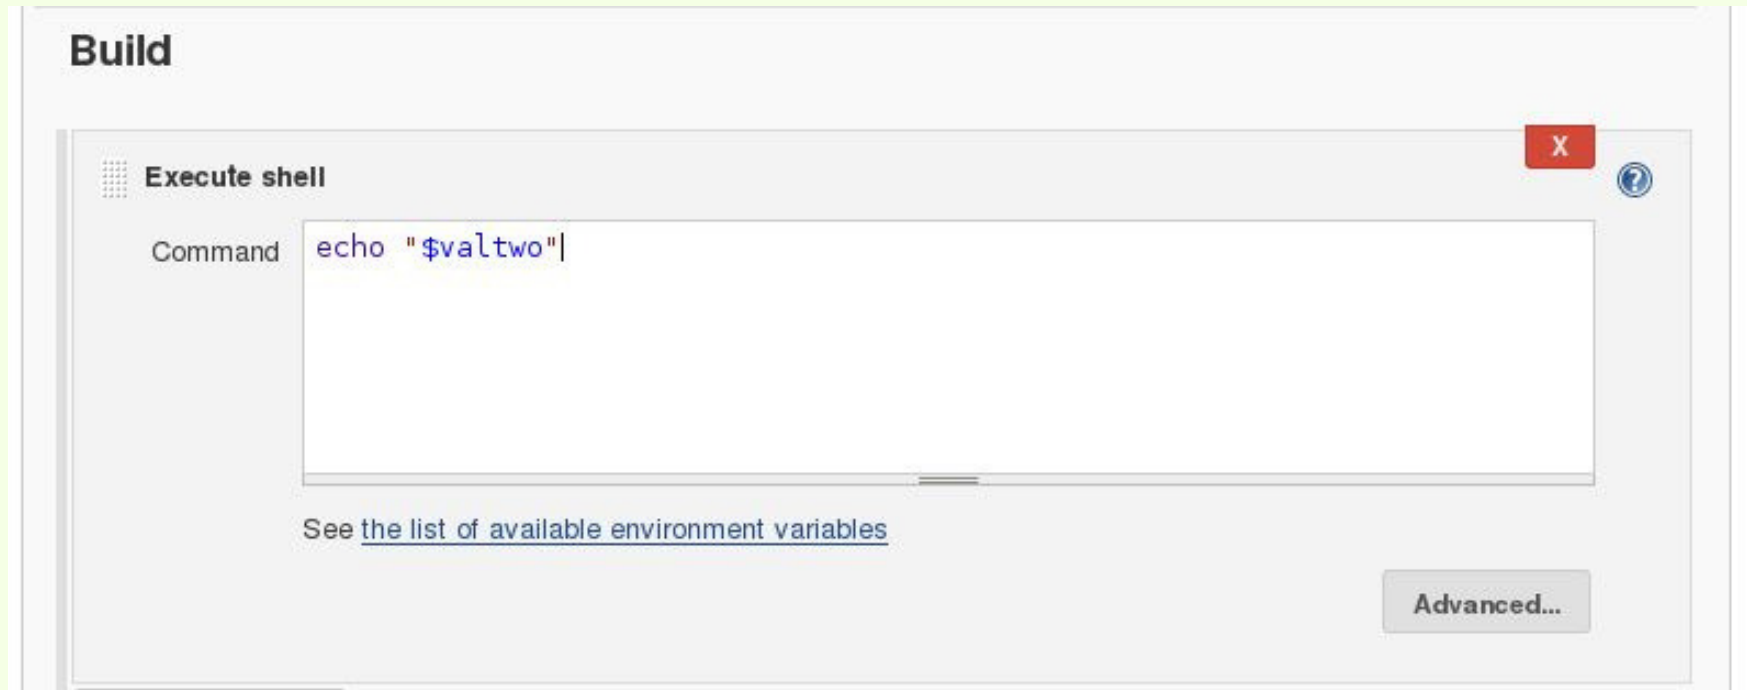 Build
X
Execute shell
?
Command echo "$valtwo"
See the list of available environment variables
Advanced...